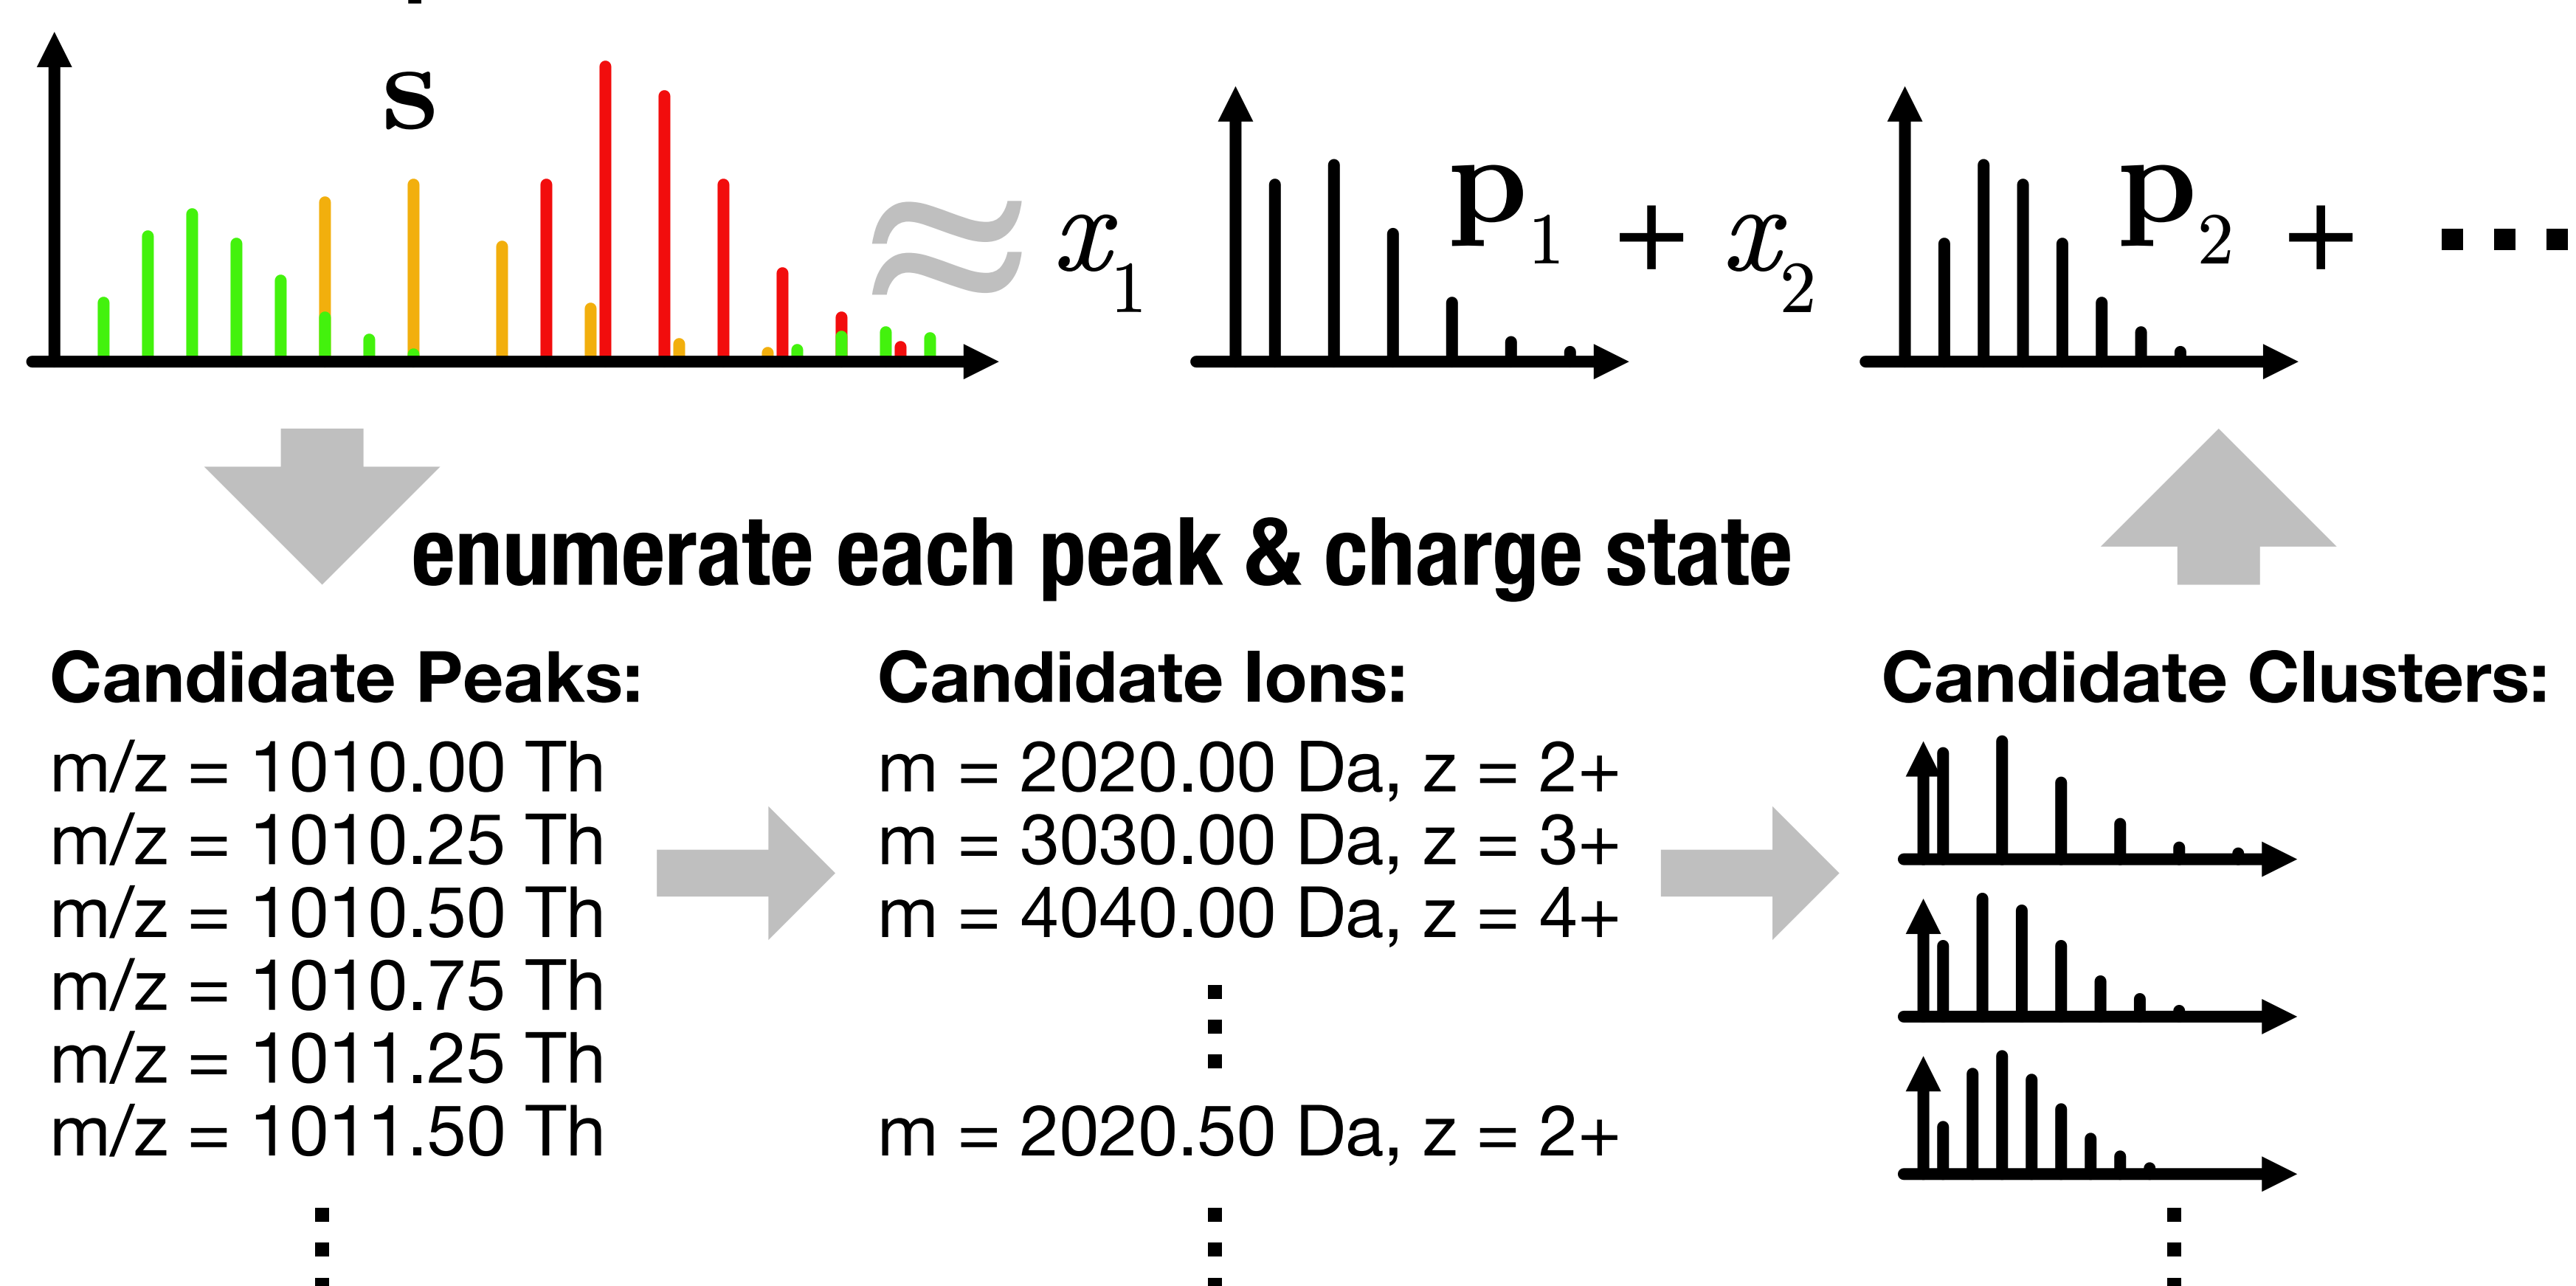 s ≈ x₁ p₁ + x₂ p₂ + ...
enumerate each peak & charge state
Candidate Peaks:
m/z = 1010.00 Th
m/z = 1010.25 Th
m/z = 1010.50 Th
m/z = 1010.75 Th
m/z = 1011.25 Th
m/z = 1011.50 Th
Candidate Ions:
m = 2020.00 Da, z = 2+
m = 3030.00 Da, z = 3+
m = 4040.00 Da, z = 4+
m = 2020.50 Da, z = 2+
Candidate Clusters: